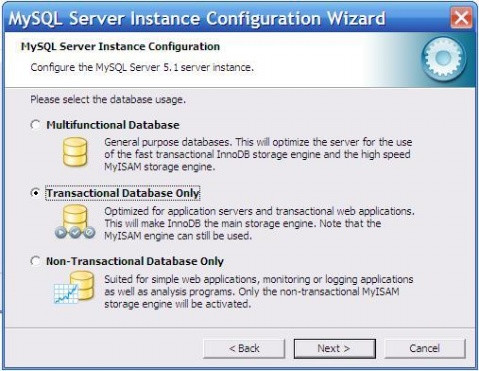 MySQL Server Instance Configuration Wizard
MySQL Server Instance Configuration
Configure the MySQL Server 5.1 server instance.
Please select the database usage.
Multifunctional Database
General purpose databases. This will optimize the server for the use
of the fast transactional InnoDB storage engine and the high speed
MyISAM storage engine.
Transactional Database Only
Optimized for application servers and transactional web applications.
This will make InnoDB the main storage engine. Note that the
MyISAM engine can still be used.
Non-Transactional Database Only
Suited for simple web applications, monitoring or logging applications
as well as analysis programs. Only the non-transactional MyISAM
storage engine will be activated.
< Back
Next >
Cancel